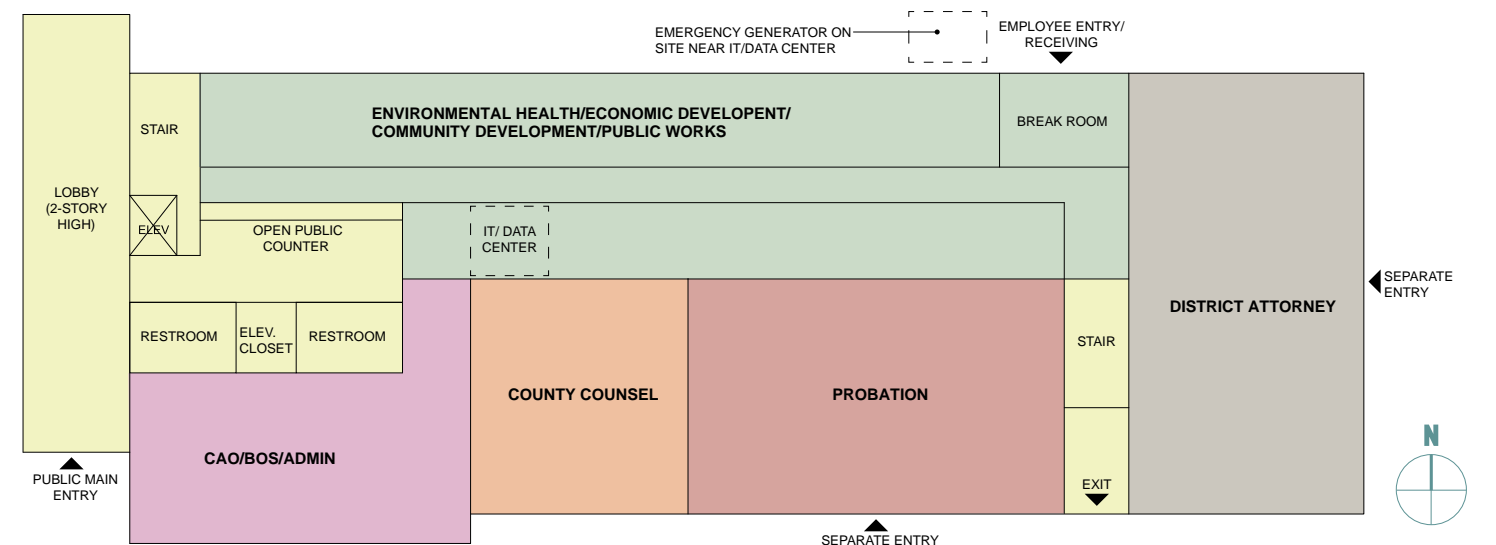 EMERGENCY GENERATOR ON
SITE NEAR IT/DATA CENTER
EMPLOYEE ENTRY/
RECEIVING
STAIR
ENVIRONMENTAL HEALTH/ECONOMIC DEVELOPENT/
COMMUNITY DEVELOPMENT/PUBLIC WORKS
BREAK ROOM
LOBBY
(2-STORY
HIGH)
ELEV
OPEN PUBLIC
COUNTER
IT/ DATA
CENTER
SEPARATE
ENTRY
DISTRICT ATTORNEY
RESTROOM
ELEV.
CLOSET
RESTROOM
STAIR
COUNTY COUNSEL
PROBATION
CAO/BOS/ADMIN
N
PUBLIC MAIN
ENTRY
EXIT
SEPARATE ENTRY